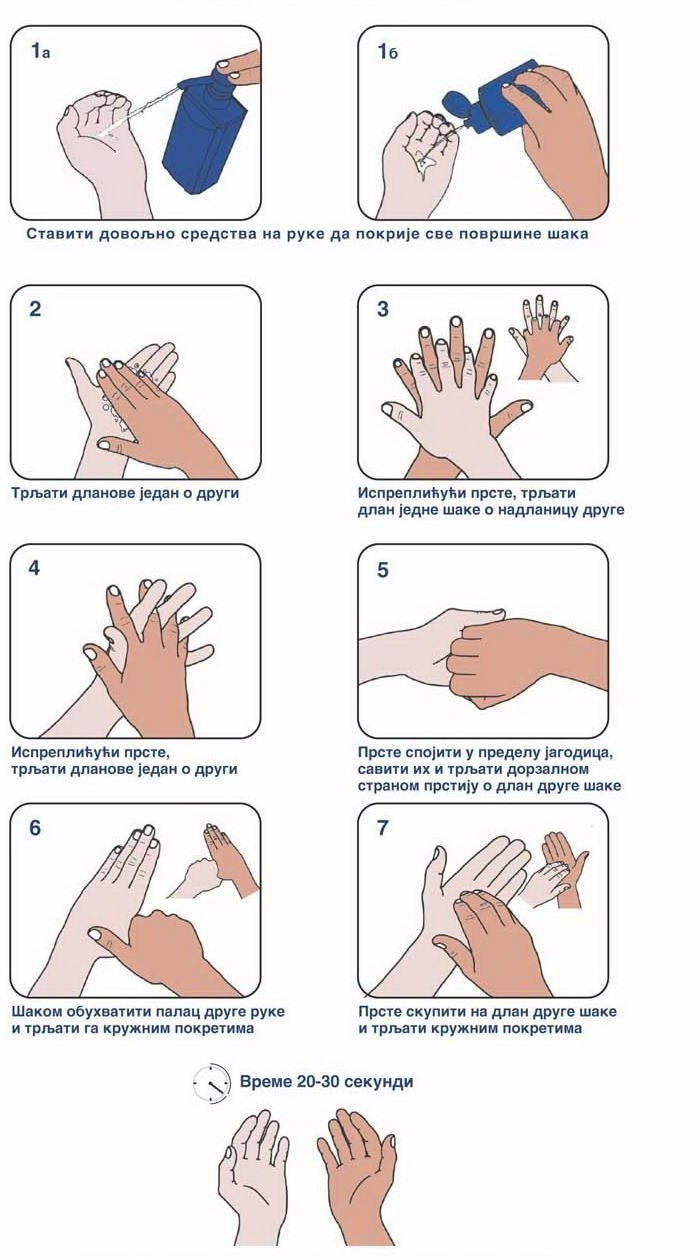 1а
1б
Ставити довољно средства на руке да покрије све површине шака
2
3
Трљати дланове један о други
Испреплићући прсте, трљати
длан једне шаке о надланицу друге
4
5
Испреплићући прсте,
трљати дланове један о други
Прсте спојити у пределу јагодица,
савити их и трљати дорзалном
страном прстију о длан друге шаке
6
7
Шаком обухватити палац друге руке
и трљати га кружним покретима
Прсте скупити на длан друге шаке
и трљати кружним покретима
Време 20-30 секунди